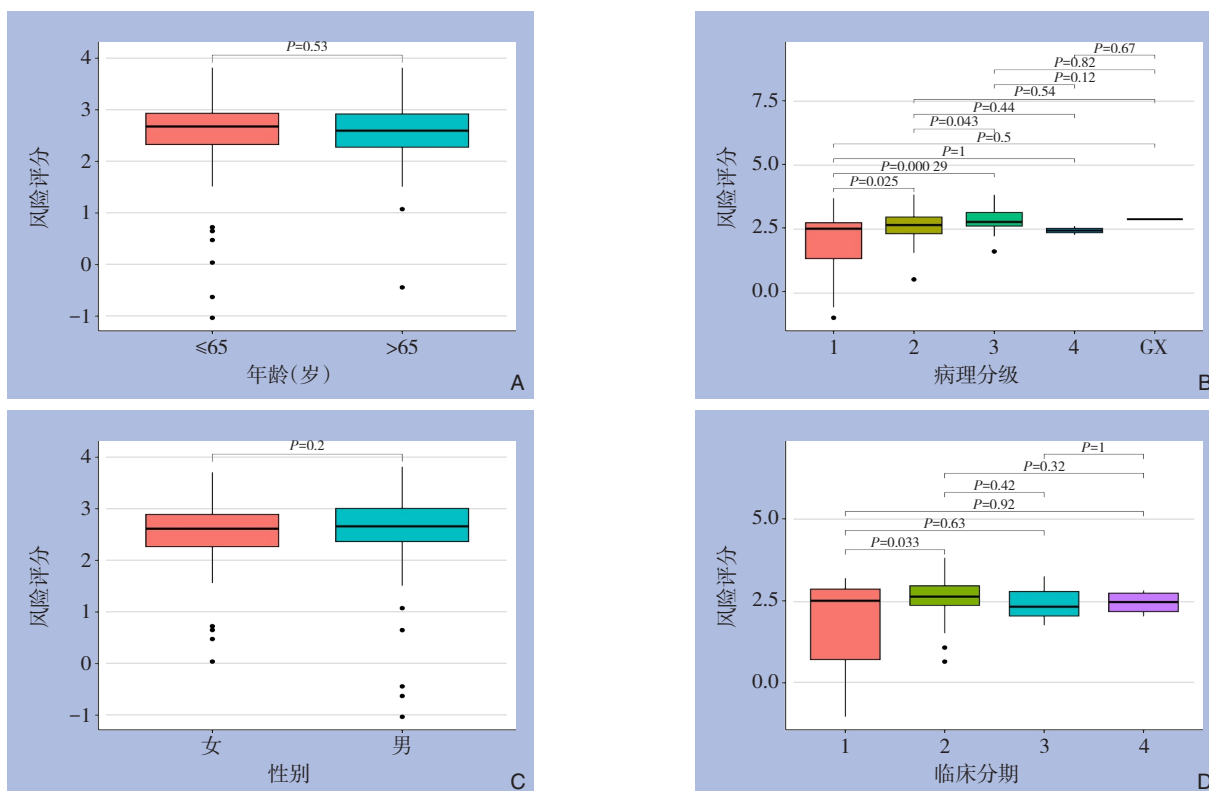 P=0.53
4
3
2
1
0
−1
风险评分
≤65
>65
年龄(岁)
A
P=0.67
P=0.82
P=0.12
P=0.54
P=0.44
P=0.043
P=0.5
P=1
P=0.000 29
P=0.025
7.5
5.0
2.5
0.0
风险评分
1
2
3
4
GX
病理分级
B
P=0.2
4
3
2
1
0
−1
风险评分
女
男
性别
C
P=1
P=0.32
P=0.42
P=0.92
P=0.63
P=0.033
5.0
2.5
0.0
风险评分
1
2
3
4
临床分期
D